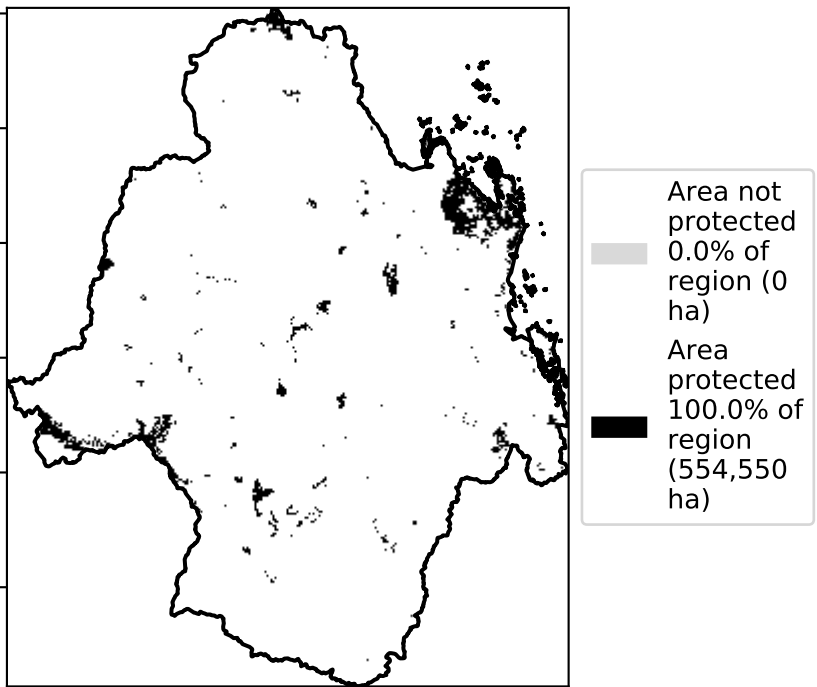 Area not
protected
0.0% of
region (0
ha)
Area
protected
100.0% of
region
(554,550
ha)